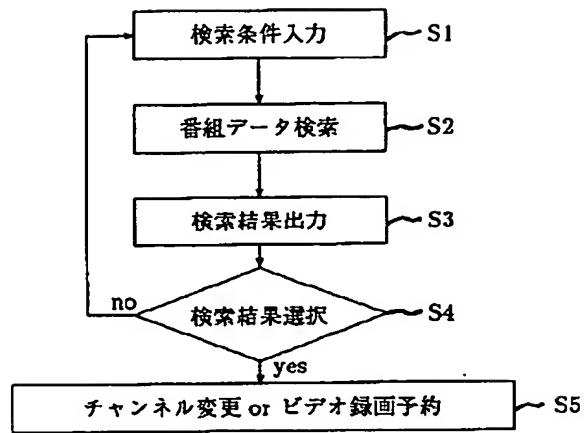 検索条件入力 S1
番組データ検索 S2
検索結果出力 S3
no 検索結果選択 S4
yes
チャンネル変更 or ビデオ録画予約 S5